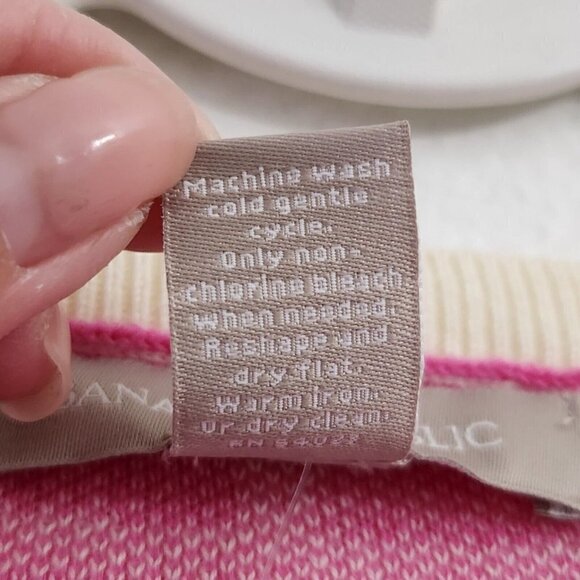 Machine wash
cold gentle
cycle.
Only non-
chlorine bleach
when needed.
Reshape and
dry flat.
Warm iron.
or dry clean.
RN 54022